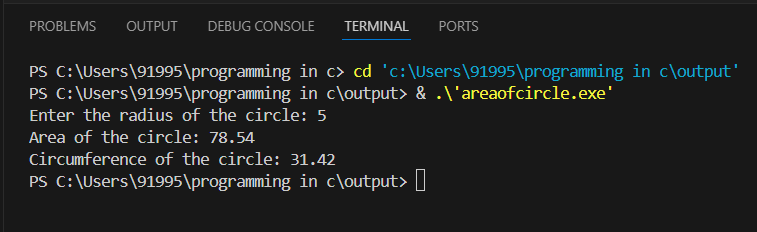 PROBLEMS OUTPUT DEBUG CONSOLE TERMINAL PORTS
PS C:\Users\91995\programming in c> cd 'c:\Users\91995\programming in c\output'
PS C:\Users\91995\programming in c\output> & .\'areaofcircle.exe'
Enter the radius of the circle: 5
Area of the circle: 78.54
Circumference of the circle: 31.42
PS C:\Users\91995\programming in c\output>